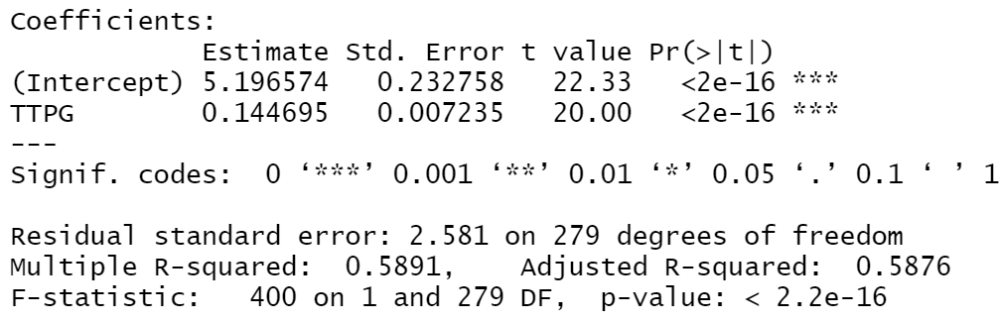 Coefficients:
            Estimate Std. Error t value Pr(>|t|)
(Intercept) 5.196574   0.232758   22.33   <2e-16 ***
TTPG        0.144695   0.007235   20.00   <2e-16 ***
---
Signif. codes:  0 ‘***’ 0.001 ‘**’ 0.01 ‘*’ 0.05 ‘.’ 0.1 ‘ ’ 1
Residual standard error: 2.581 on 279 degrees of freedom
Multiple R-squared:  0.5891,    Adjusted R-squared:  0.5876
F-statistic:   400 on 1 and 279 DF,  p-value: < 2.2e-16